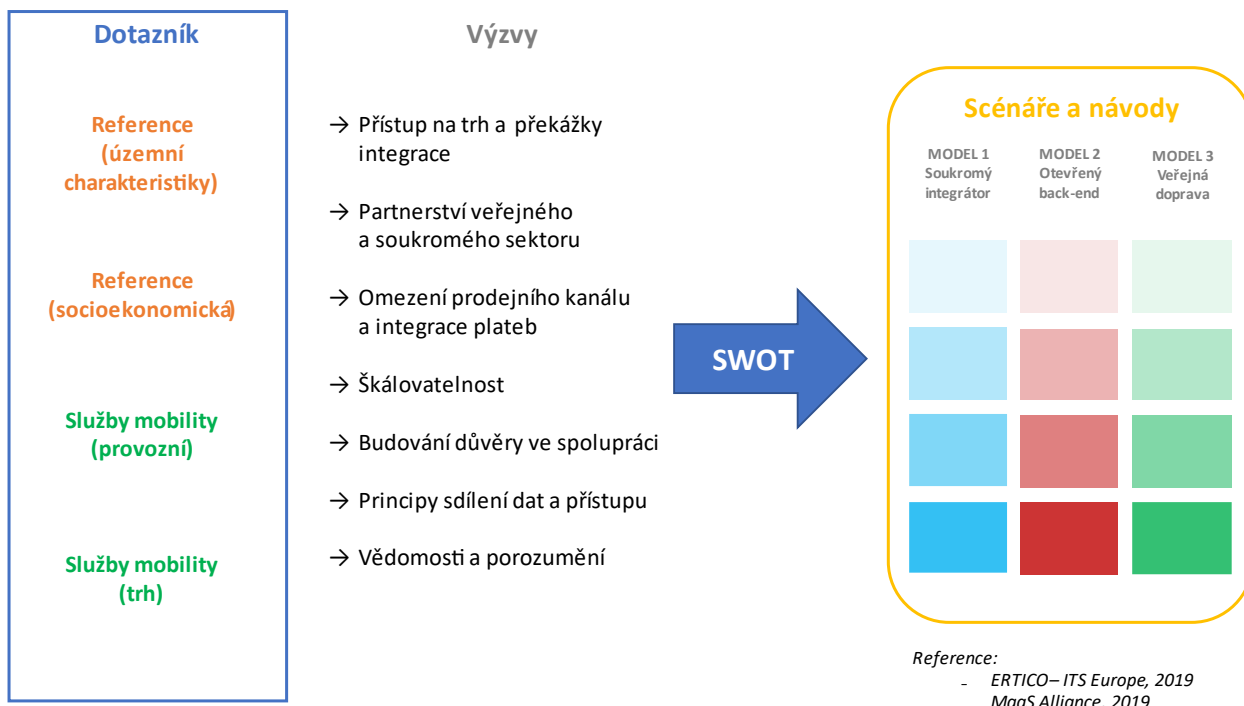 Dotazník
Reference
(územní
charakteristiky)
Reference
(socioekonomická)
Služby mobility
(provozní)
Služby mobility
(trh)
Výzvy
→ Přístup na trh a překážky
integrace
→ Partnerství veřejného
a soukromého sektoru
→ Omezení prodejního kanálu
a integrace plateb
→ Škálovatelnost
→ Budování důvěry ve spolupráci
→ Principy sdílení dat a přístupu
→ Vědomosti a porozumění
SWOT
Scénáře a návody
MODEL 1
Soukromý
integrátor
MODEL 2
Otevřený
back-end
MODEL 3
Veřejná
doprava
Reference:
- ERTICO– ITS Europe, 2019
MaaS Alliance, 2019